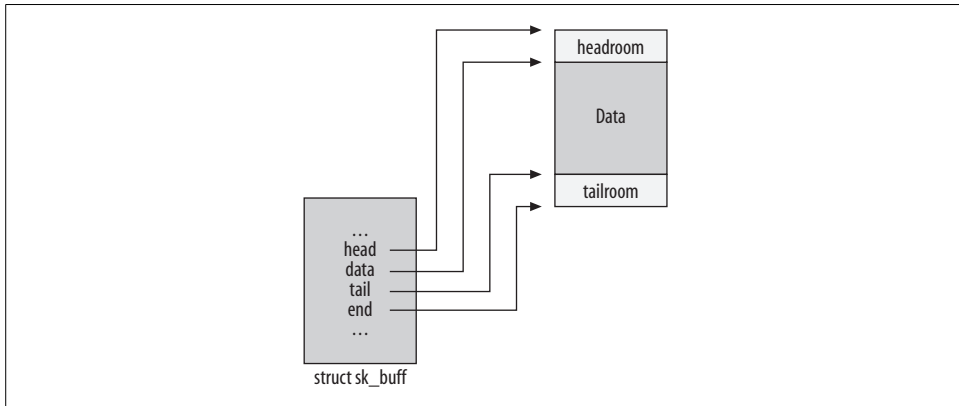 headroom
Data
tailroom
...
head
data
tail
end
...
struct sk_buff